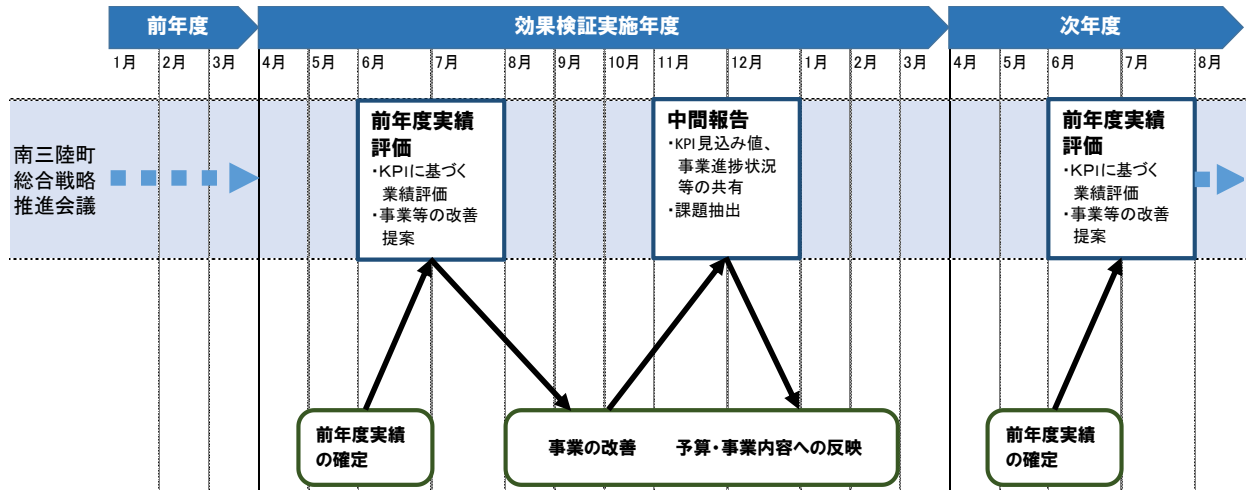 前年度
効果検証実施年度
次年度
1月 2月 3月 4月 5月 6月 7月 8月 9月 10月 11月 12月 1月 2月 3月 4月 5月 6月 7月 8月
南三陸町
総合戦略
推進会議
前年度実績
評価
・KPIに基づく
業績評価
・事業等の改善
提案
中間報告
・KPI見込み値、
事業進捗状況
等の共有
・課題抽出
前年度実績
評価
・KPIに基づく
業績評価
・事業等の改善
提案
前年度実績
の確定
事業の改善 予算・事業内容への反映
前年度実績
の確定